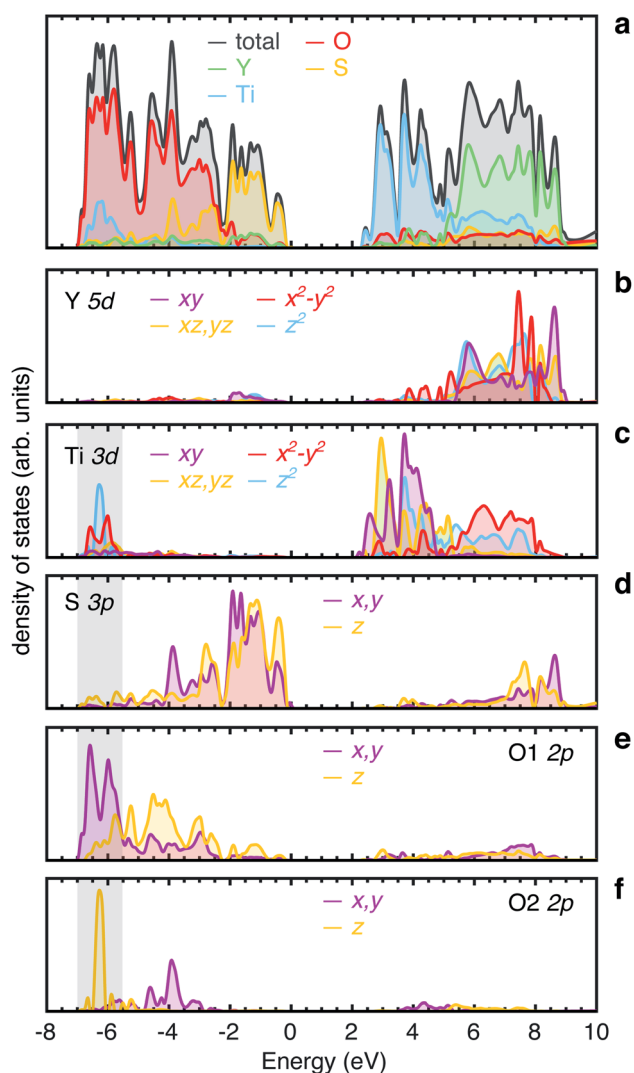 a
— total — O
— Y — S
— Ti
b
Y 5d — xy — x²-y²
— xz,yz — z²
c
Ti 3d — xy — x²-y²
— xz,yz — z²
d
S 3p — x,y
— z
e
— x,y O1 2p
— z
f
— x,y O2 2p
— z
density of states (arb. units)
-8 -6 -4 -2 0 2 4 6 8 10
Energy (eV)